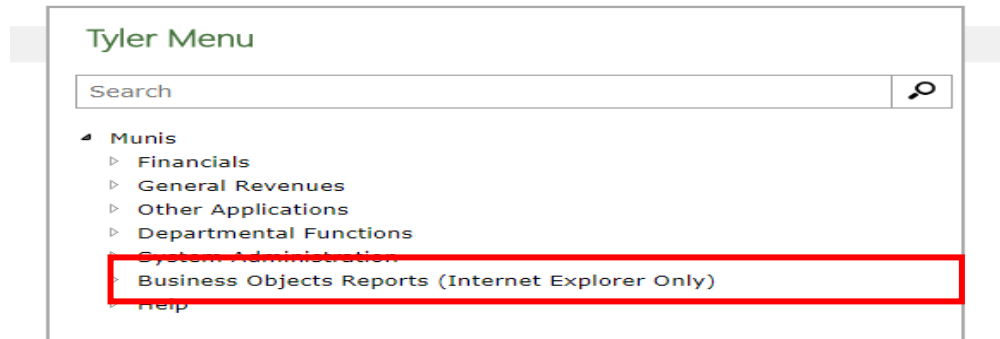 Tyler Menu
Search
Munis
Financials
General Revenues
Other Applications
Departmental Functions
System Administration
Business Objects Reports (Internet Explorer Only)
Help